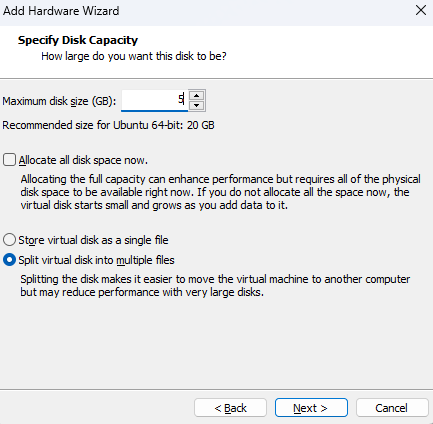 Add Hardware Wizard
Specify Disk Capacity
How large do you want this disk to be?
Maximum disk size (GB): 5
Recommended size for Ubuntu 64-bit: 20 GB
Allocate all disk space now.
Allocating the full capacity can enhance performance but requires all of the physical
disk space to be available right now. If you do not allocate all the space now, the
virtual disk starts small and grows as you add data to it.
Store virtual disk as a single file
Split virtual disk into multiple files
Splitting the disk makes it easier to move the virtual machine to another computer
but may reduce performance with very large disks.
< Back Next > Cancel